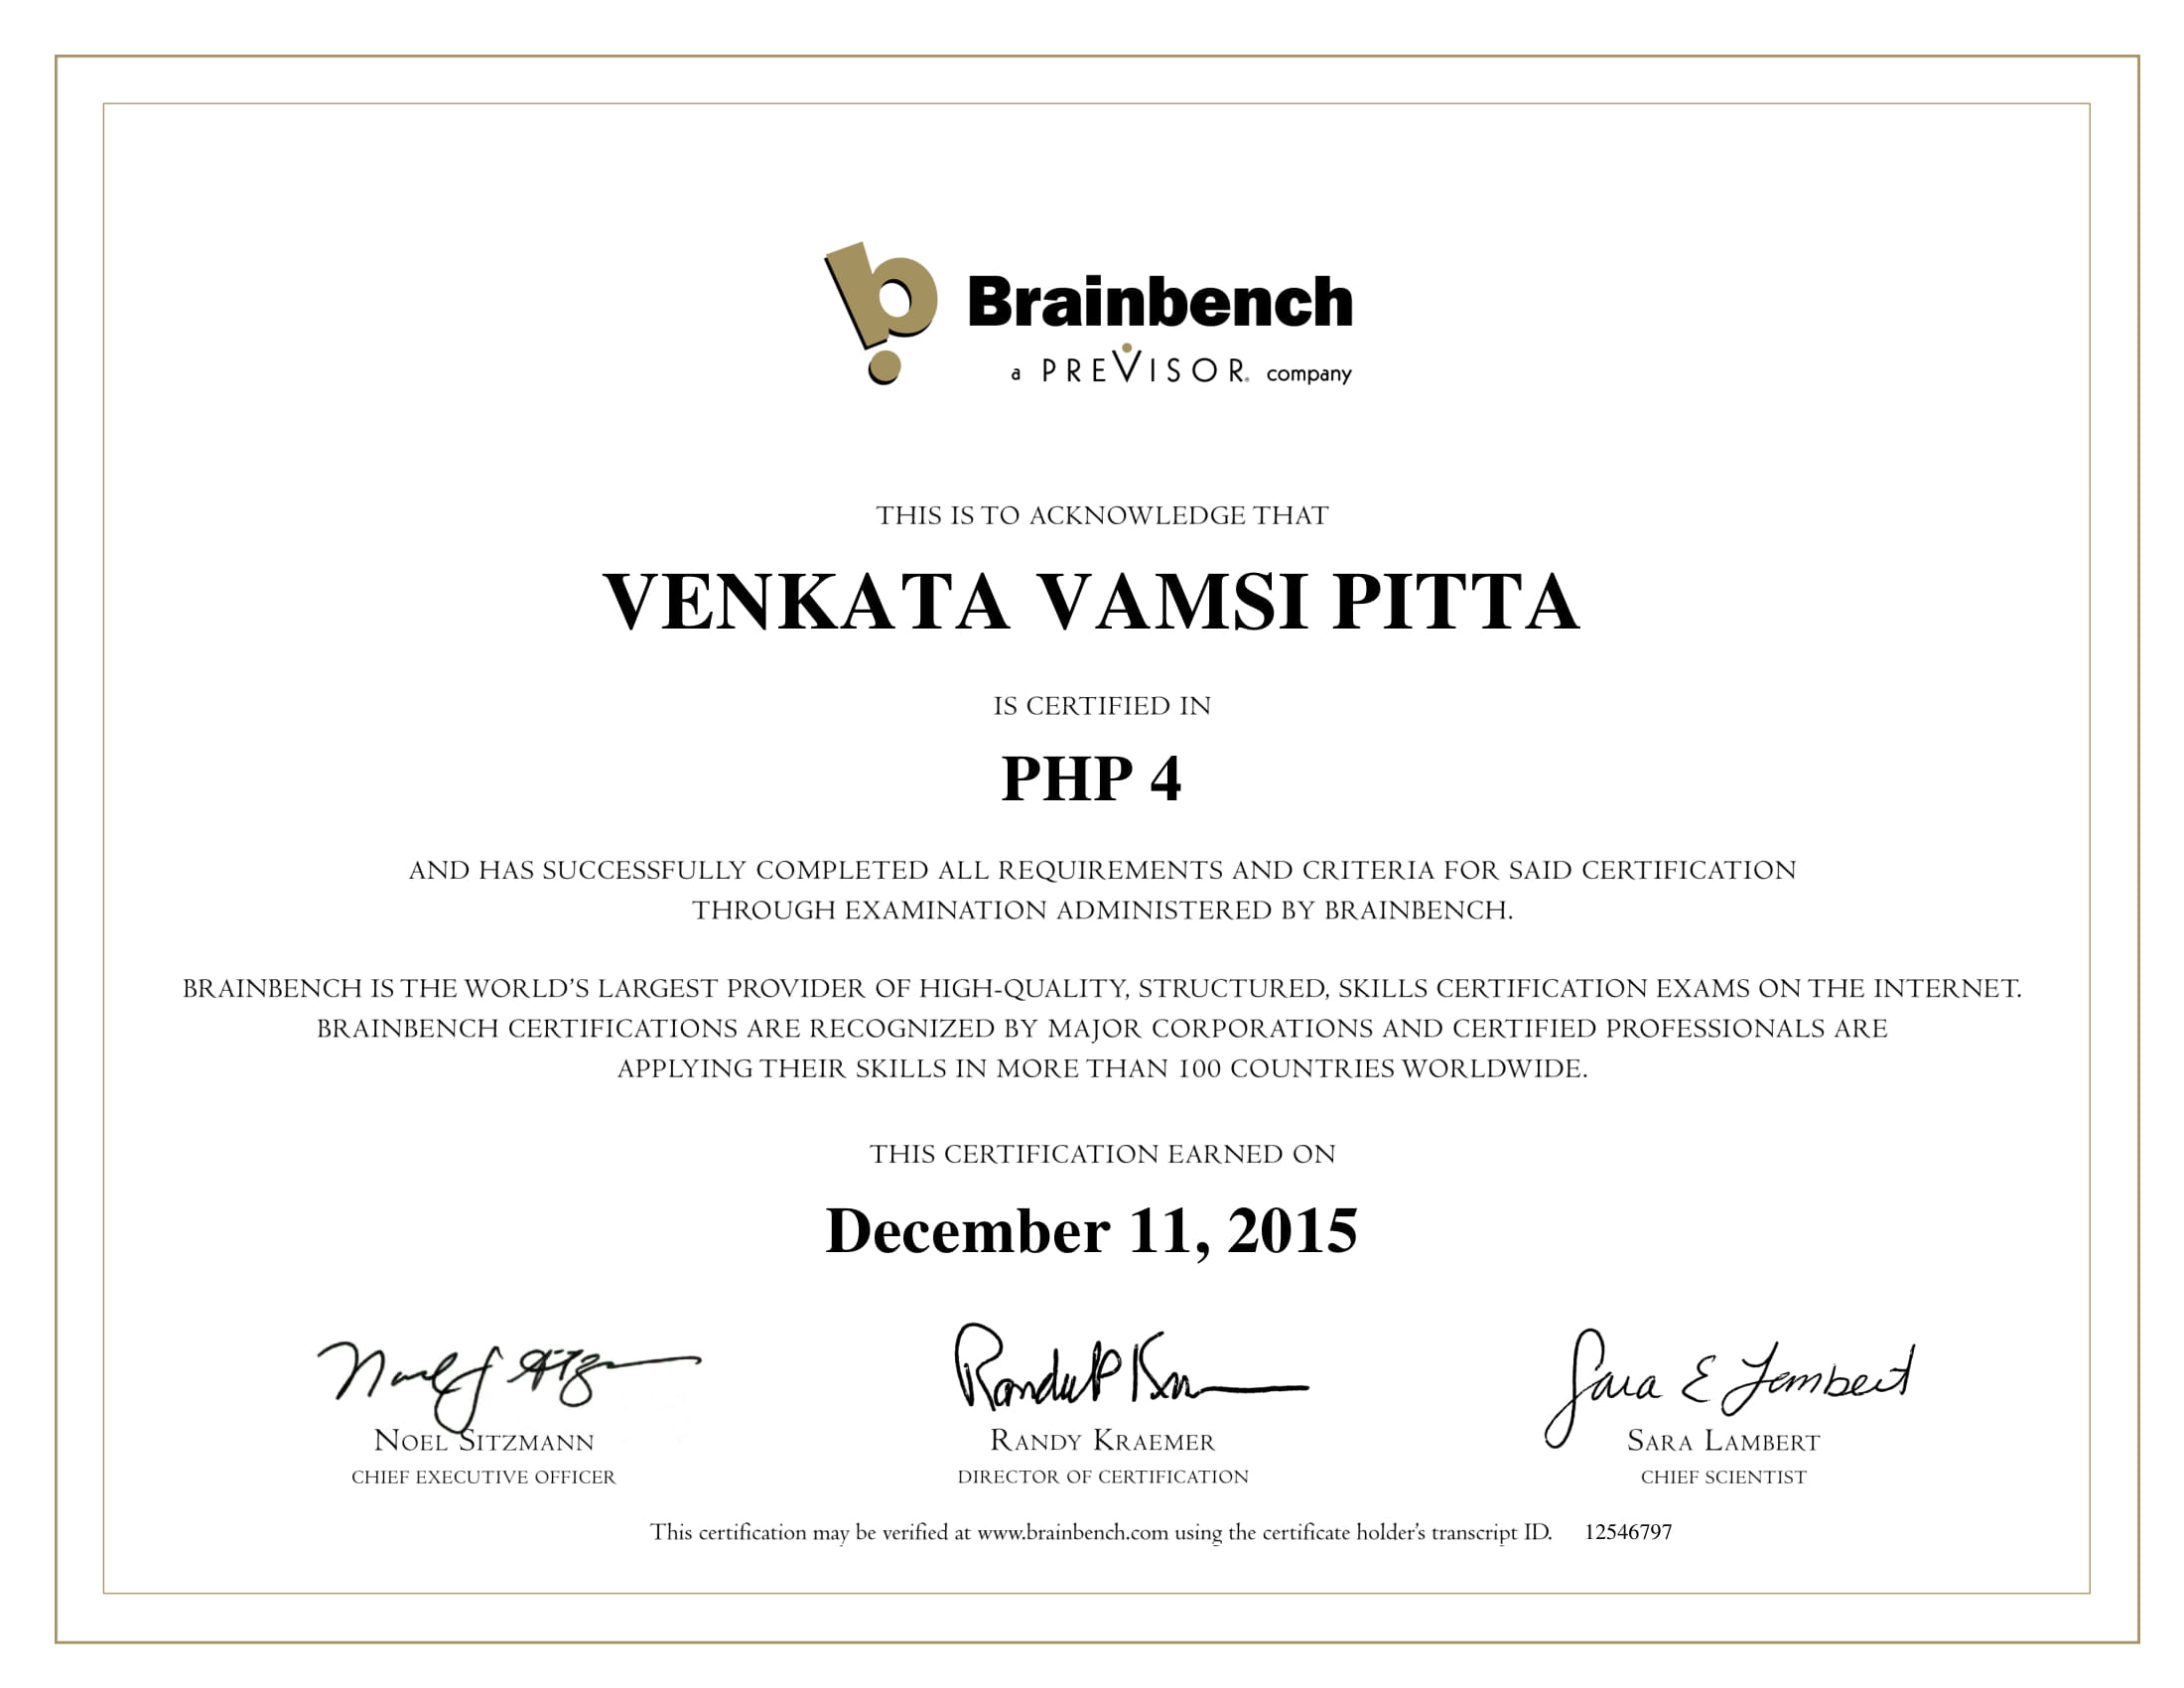 Brainbench
a PREVISOR® company
THIS IS TO ACKNOWLEDGE THAT
VENKATA VAMSI PITTA
IS CERTIFIED IN
PHP 4
AND HAS SUCCESSFULLY COMPLETED ALL REQUIREMENTS AND CRITERIA FOR SAID CERTIFICATION
THROUGH EXAMINATION ADMINISTERED BY BRAINBENCH.
BRAINBENCH IS THE WORLD’S LARGEST PROVIDER OF HIGH-QUALITY, STRUCTURED, SKILLS CERTIFICATION EXAMS ON THE INTERNET.
BRAINBENCH CERTIFICATIONS ARE RECOGNIZED BY MAJOR CORPORATIONS AND CERTIFIED PROFESSIONALS ARE
APPLYING THEIR SKILLS IN MORE THAN 100 COUNTRIES WORLDWIDE.
THIS CERTIFICATION EARNED ON
December 11, 2015
Sara E Lambert
NOEL SITZMANN
CHIEF EXECUTIVE OFFICER
RANDY KRAEMER
DIRECTOR OF CERTIFICATION
SARA LAMBERT
CHIEF SCIENTIST
This certification may be verified at www.brainbench.com using the certificate holder’s transcript ID. 12546797